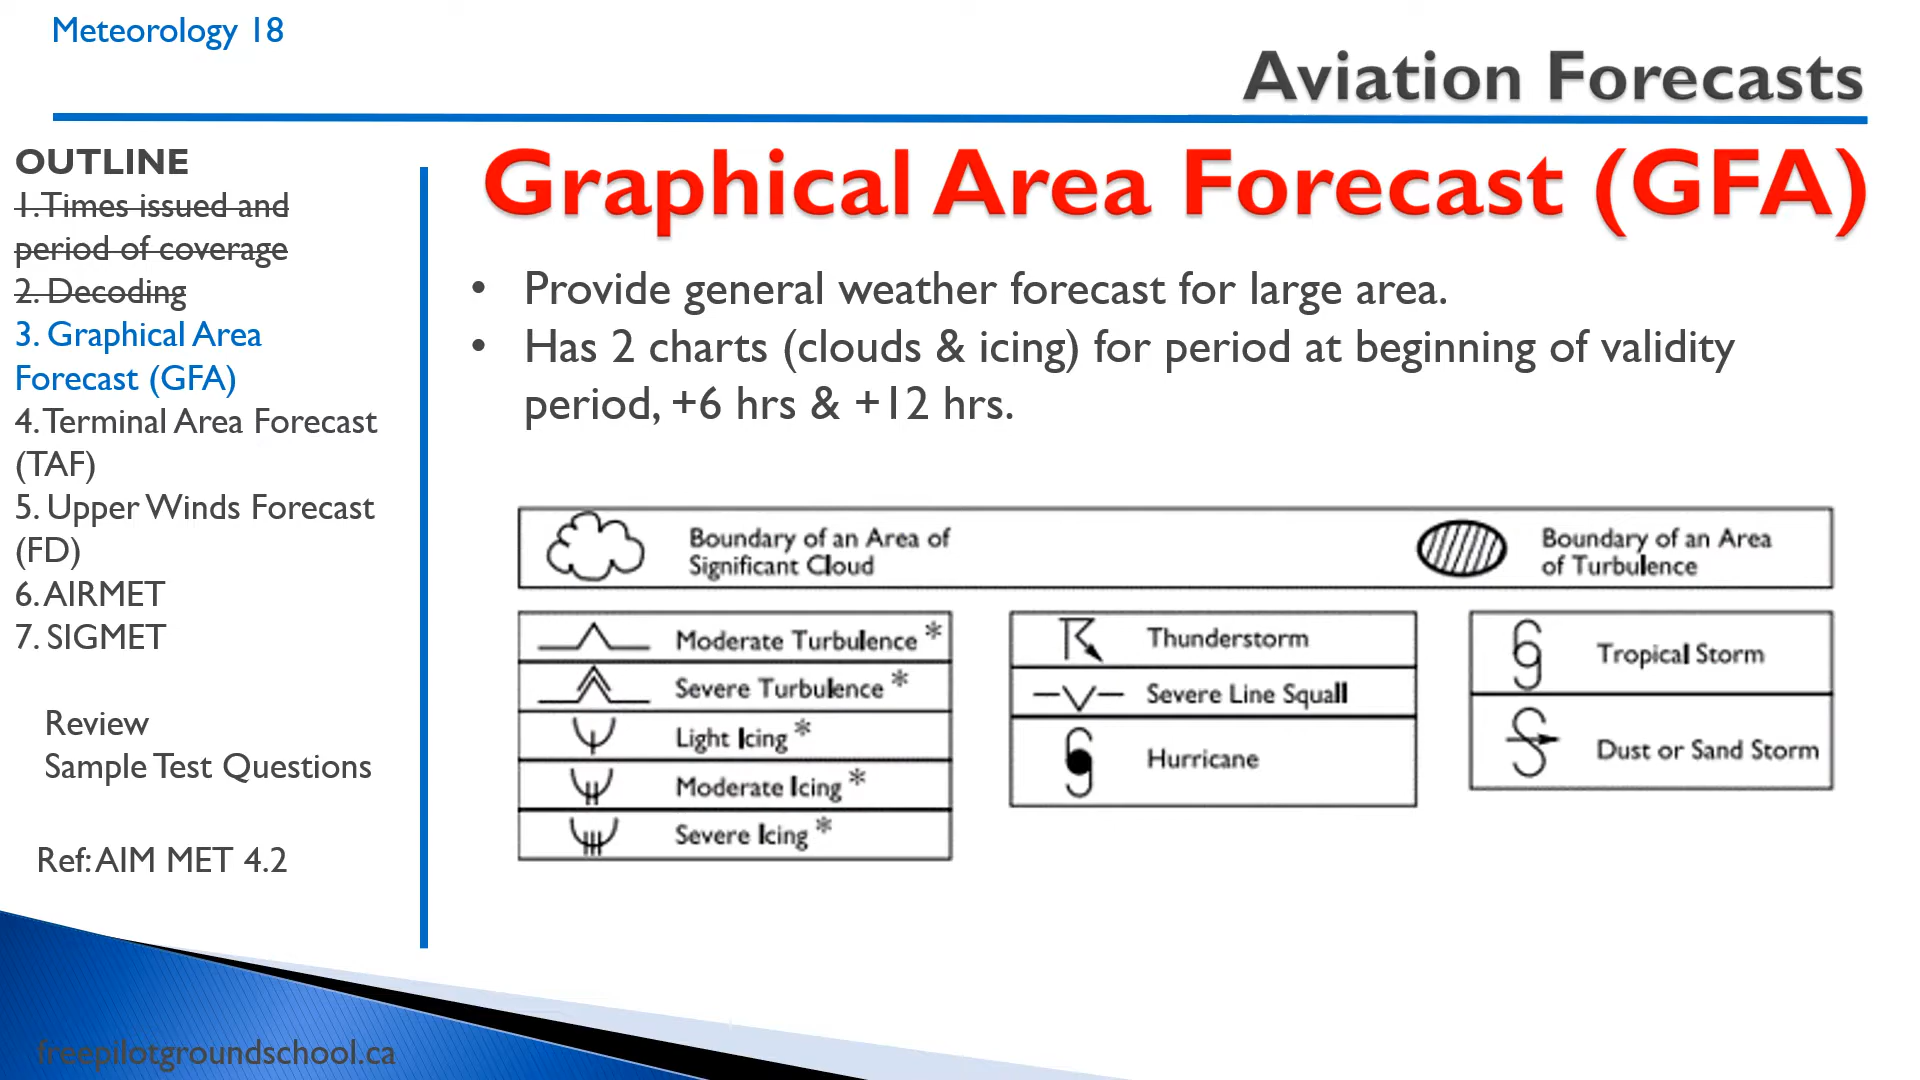 Meteorology 18
Aviation Forecasts
OUTLINE
1. Times issued and
period of coverage
2. Decoding
3. Graphical Area
Forecast (GFA)
4. Terminal Area Forecast
(TAF)
5. Upper Winds Forecast
(FD)
6. AIRMET
7. SIGMET
Review
Sample Test Questions
Ref: AIM MET 4.2
freepilotgroundschool.ca
Graphical Area Forecast (GFA)
• Provide general weather forecast for large area.
• Has 2 charts (clouds & icing) for period at beginning of validity
period, +6 hrs & +12 hrs.
Boundary of an Area of
Significant Cloud
Boundary of an Area
of Turbulence
Moderate Turbulence *
Severe Turbulence *
Light Icing *
Moderate Icing *
Severe Icing *
Thunderstorm
Severe Line Squall
Hurricane
Tropical Storm
Dust or Sand Storm